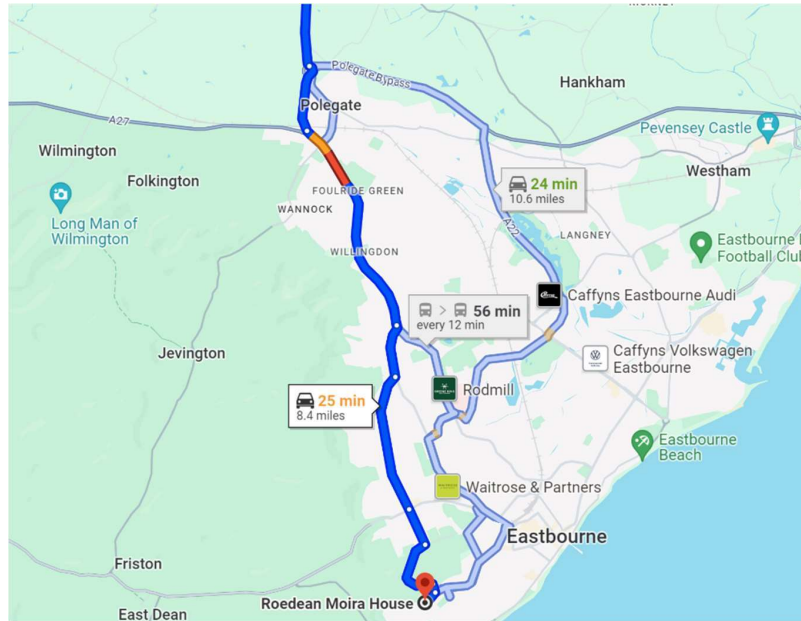 Polegate Bypass
Hankham
Polegate
A27
Pevensey Castle
Wilmington
Westham
Folkington
24 min
10.6 miles
FOULRIDE GREEN
WANNOCK
Long Man of
Wilmington
A22
LANGNEY
Eastbourne
Football Club
WILLINGDON
Caffyns Eastbourne Audi
56 min
every 12 min
Jevington
Caffyns Volkswagen
Eastbourne
Rodmill
25 min
8.4 miles
Eastbourne
Beach
Waitrose & Partners
Eastbourne
Friston
Roedean Moira House
East Dean